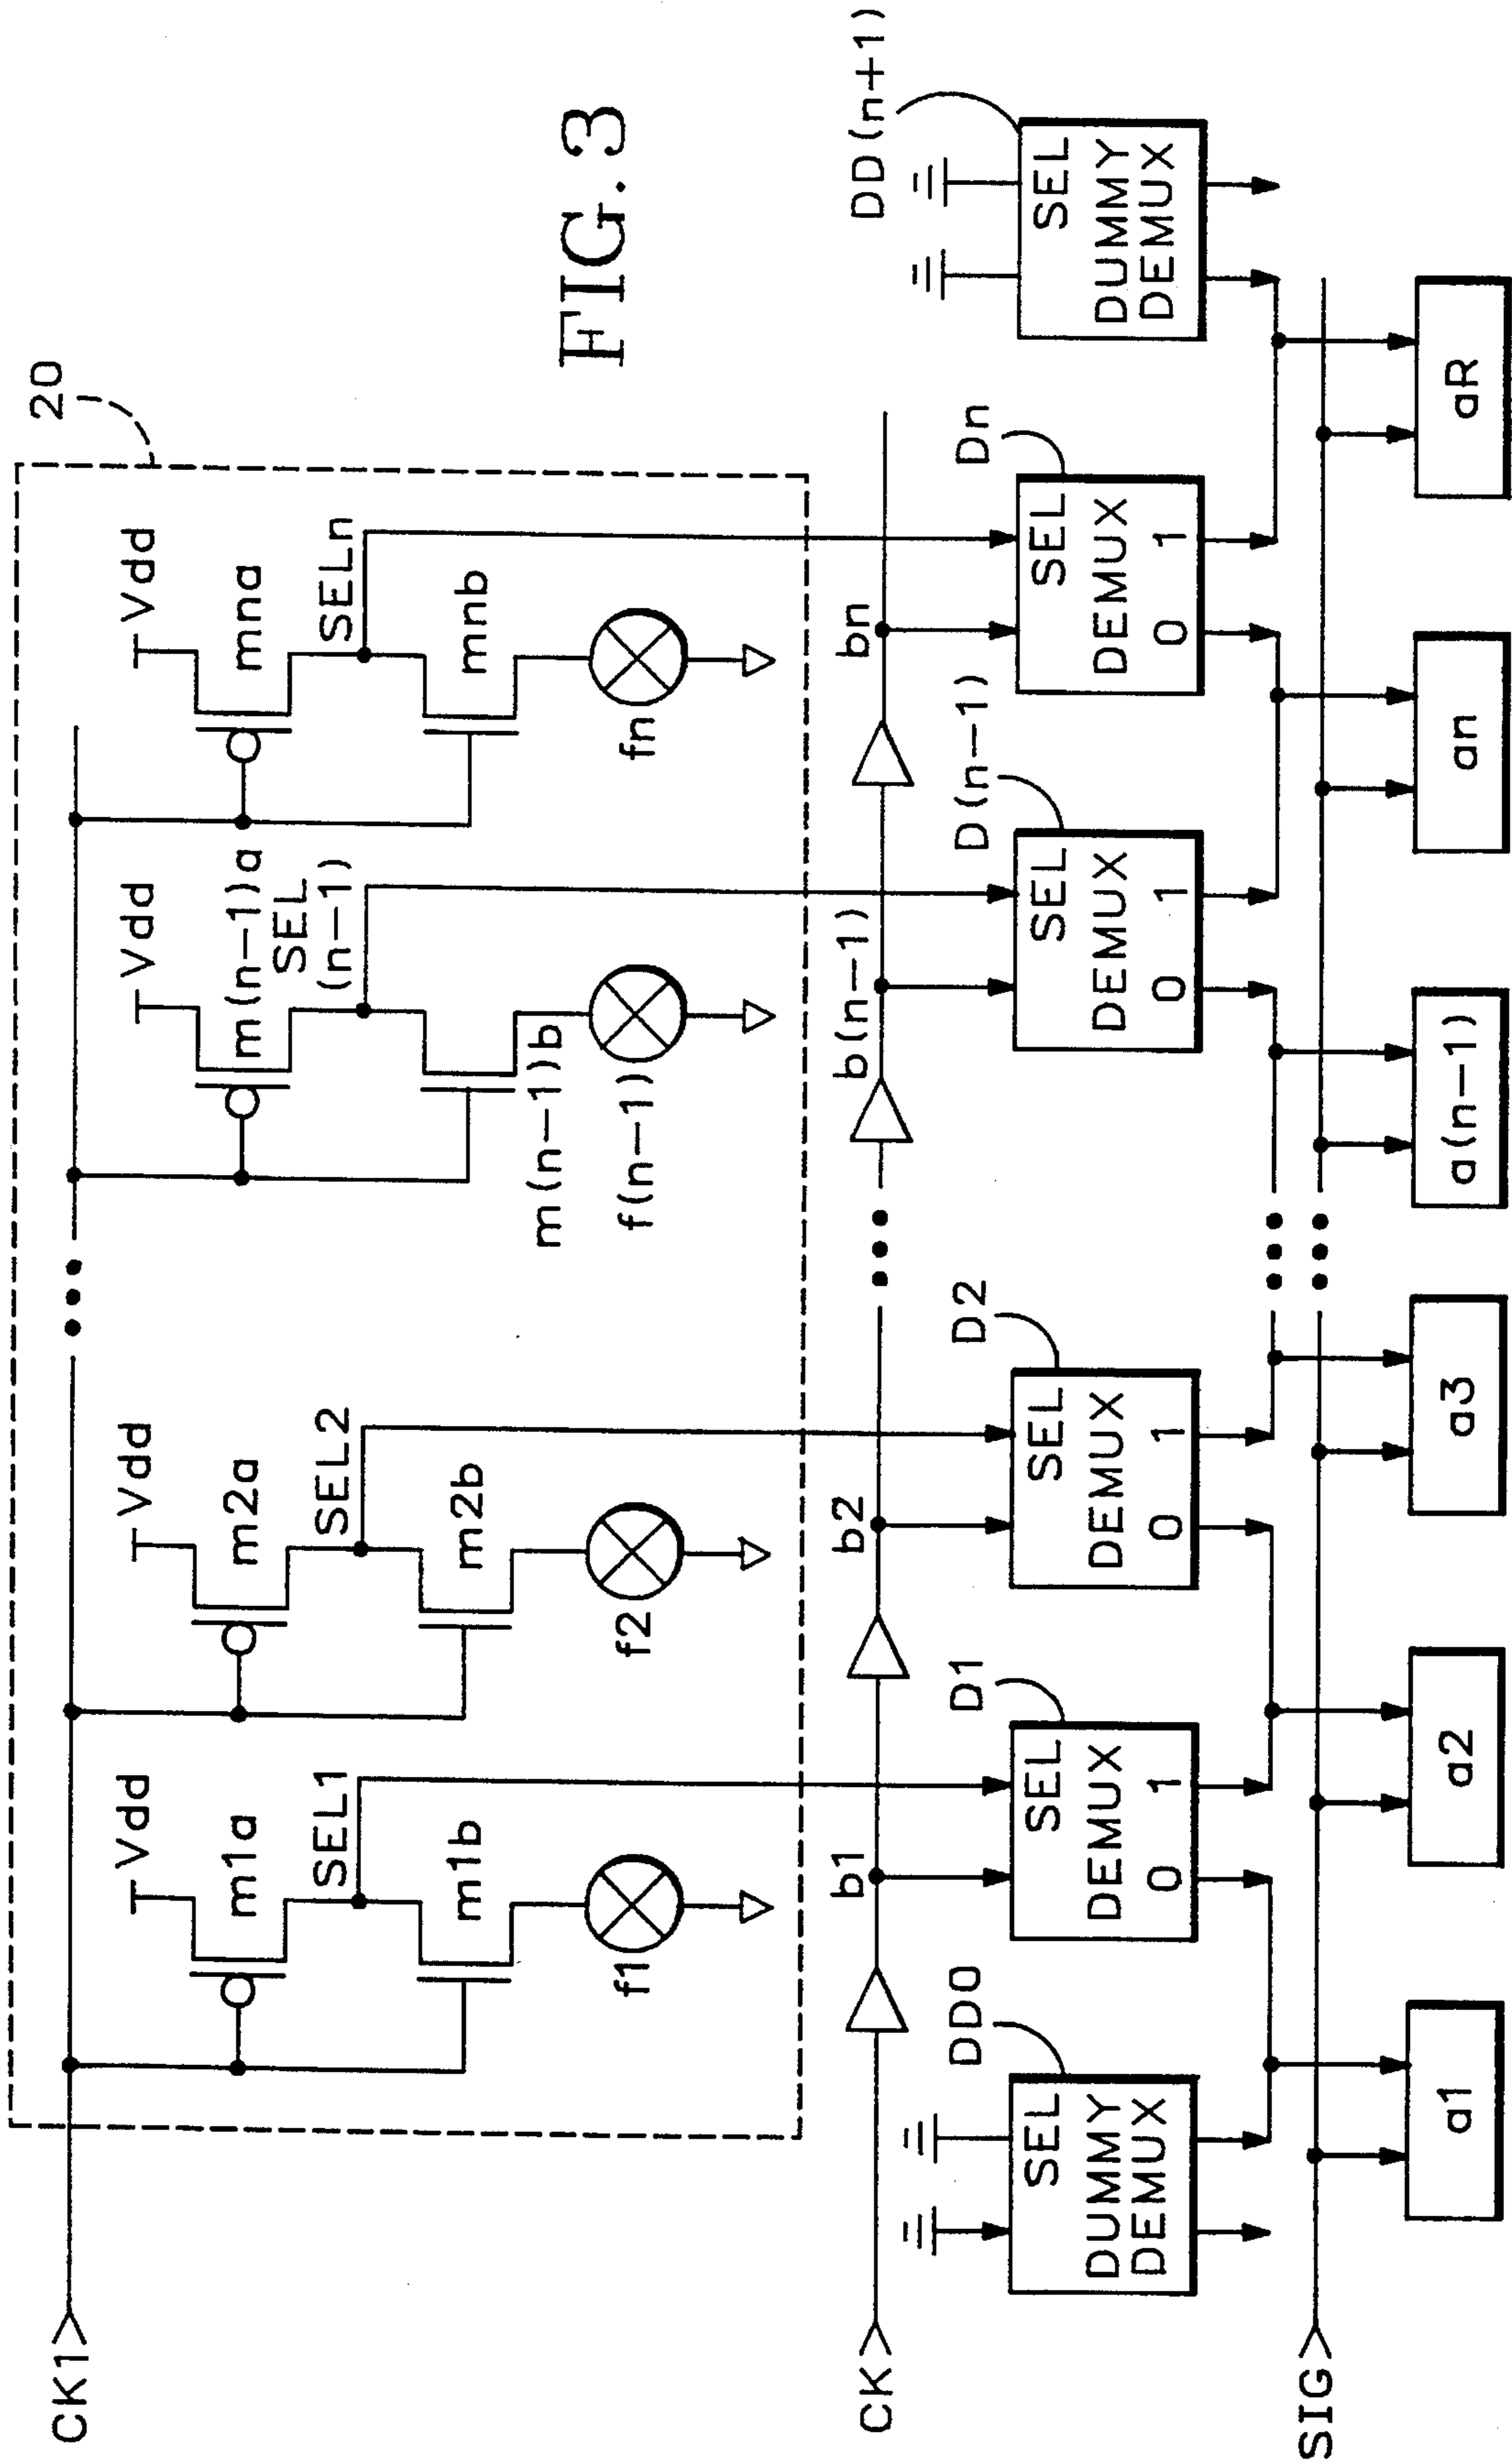 FIG. 3
20
CK1>
Vdd
Vdd
Vdd
Vdd
m1a
m2a
m(n-1)a
mna
SEL1
SEL2
SEL
(n-1)
SELn
m1b
m2b
m(n-1)b
mnb
f1
f2
f(n-1)
fn
CK>
b1
b2
b(n-1)
bn
DD0
D1
D2
D(n-1)
Dn
DD(n+1)
SEL
DUMMY
DEMUX
SEL
DEMUX
0 1
SEL
DEMUX
0 1
SEL
DEMUX
0 1
SEL
DEMUX
0 1
SEL
DUMMY
DEMUX
SIG>
a1
a2
a3
a(n-1)
an
aR